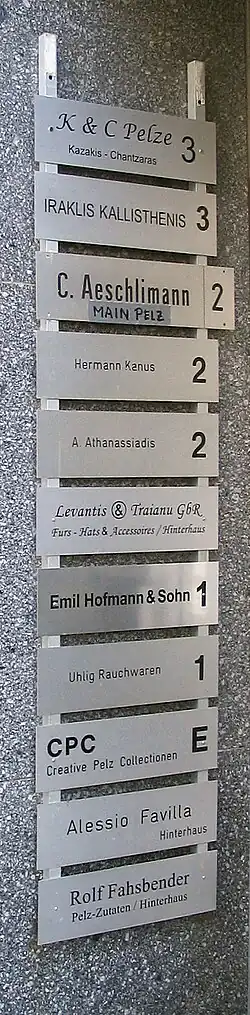 K & C Pelze 3
Kazakis - Chantzaras
IRAKLIS KALLISTHENIS 3
C. Aeschlimann 2
MAIN PELZ
Hermann Kanus 2
A. Athanassiadis 2
Levantis & Traianu GbR
Furs - Hats & Accessoires / Hinterhaus
Emil Hofmann & Sohn 1
Uhlig Rauchwaren 1
CPC E
Creative Pelz Collectionen
Alessio Favilla
Hinterhaus
Rolf Fahsbender
Pelz-Zutaten / Hinterhaus